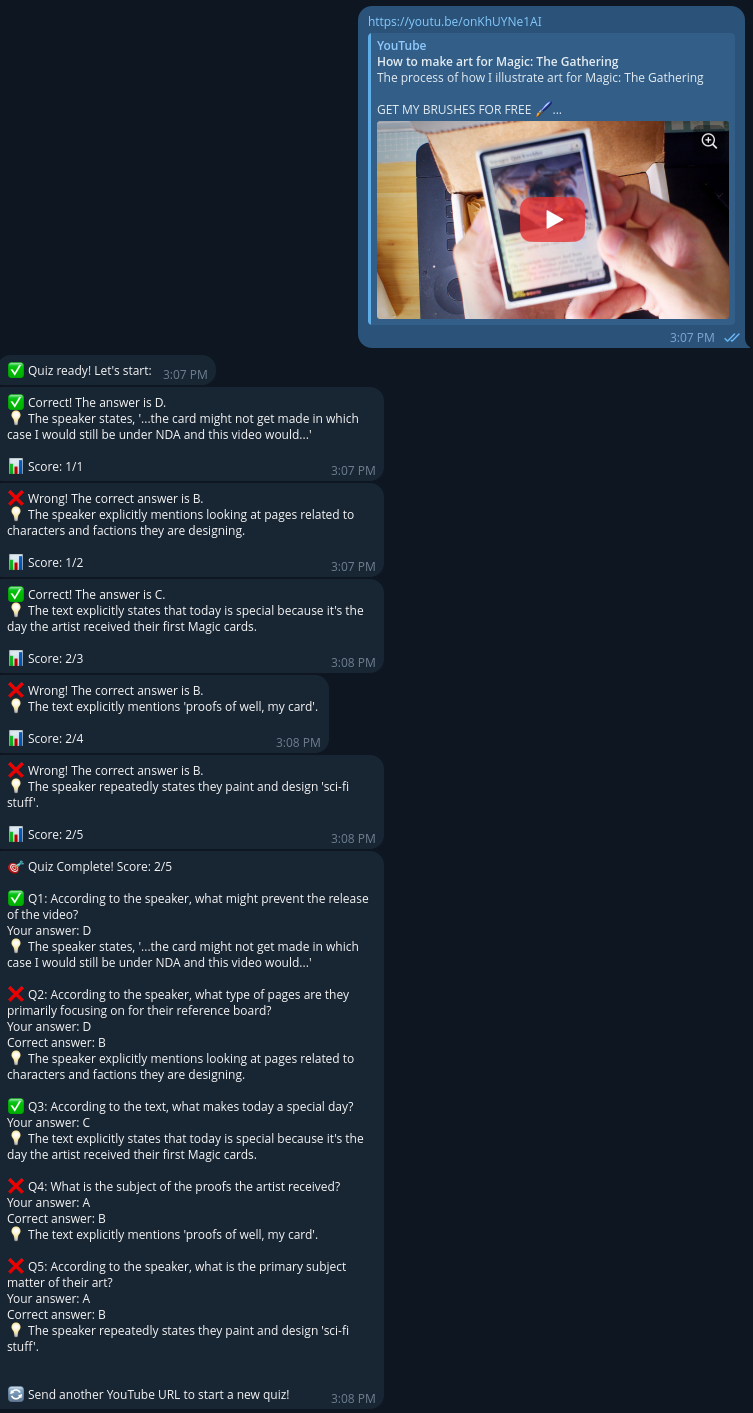 https://youtu.be/onKhUYNe1AI
YouTube
How to make art for Magic: The Gathering
The process of how I illustrate art for Magic: The Gathering
GET MY BRUSHES FOR FREE 🖌️...
3:07 PM
✅ Quiz ready! Let's start:
3:07 PM
✅ Correct! The answer is D.
💡 The speaker states, '...the card might not get made in which
case I would still be under NDA and this video would...'
📊 Score: 1/1
3:07 PM
❌ Wrong! The correct answer is B.
💡 The speaker explicitly mentions looking at pages related to
characters and factions they are designing.
📊 Score: 1/2
3:07 PM
✅ Correct! The answer is C.
💡 The text explicitly states that today is special because it's the
day the artist received their first Magic cards.
📊 Score: 2/3
3:08 PM
❌ Wrong! The correct answer is B.
💡 The text explicitly mentions 'proofs of well, my card'.
📊 Score: 2/4
3:08 PM
❌ Wrong! The correct answer is B.
💡 The speaker repeatedly states they paint and design 'sci-fi
stuff'.
📊 Score: 2/5
3:08 PM
🎯 Quiz Complete! Score: 2/5
✅ Q1: According to the speaker, what might prevent the release
of the video?
Your answer: D
💡 The speaker states, '...the card might not get made in which
case I would still be under NDA and this video would...'
❌ Q2: According to the speaker, what type of pages are they
primarily focusing on for their reference board?
Your answer: D
Correct answer: B
💡 The speaker explicitly mentions looking at pages related to
characters and factions they are designing.
✅ Q3: According to the text, what makes today a special day?
Your answer: C
💡 The text explicitly states that today is special because it's the
day the artist received their first Magic cards.
❌ Q4: What is the subject of the proofs the artist received?
Your answer: A
Correct answer: B
💡 The text explicitly mentions 'proofs of well, my card'.
❌ Q5: According to the speaker, what is the primary subject
matter of their art?
Your answer: A
Correct answer: B
💡 The speaker repeatedly states they paint and design 'sci-fi
stuff'.
🔄 Send another YouTube URL to start a new quiz!
3:08 PM